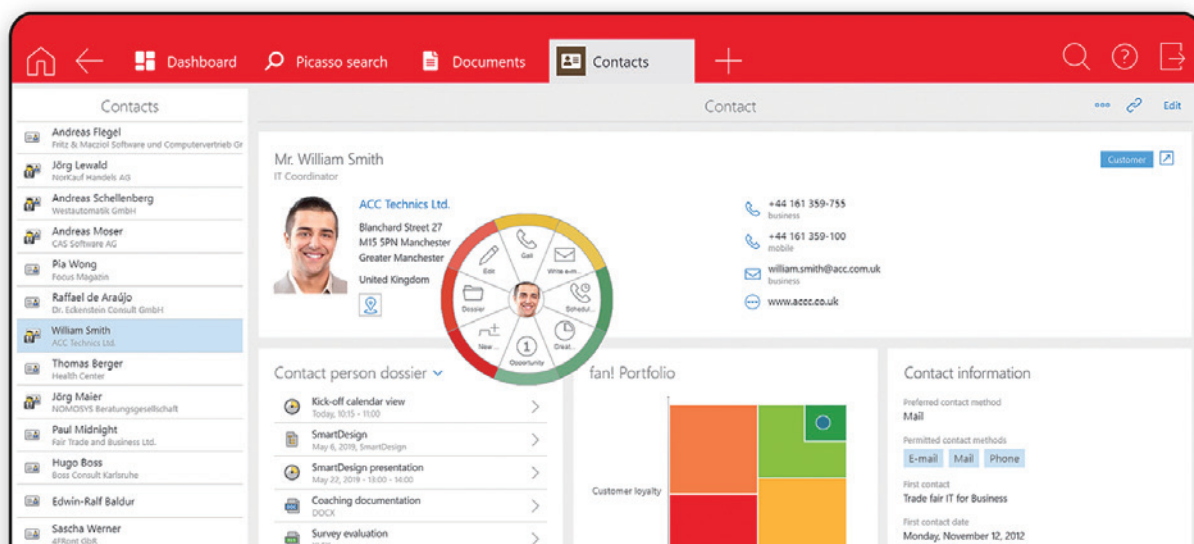 Dashboard
Picasso search
Documents
Contacts
Contacts
Andreas Flegel
Fritz & Macziol Software und Computervertrieb Gr
Jörg Lewald
NorKauf Handels AG
Andreas Schellenberg
Westautomatik GmbH
Andreas Moser
CAS Software AG
Pia Wong
Focus Magazin
Raffael de Araújo
Dr. Eckenstein Consult GmbH
William Smith
ACC Technics Ltd.
Thomas Berger
Health Center
Jörg Maier
NOMOSYS Beratungsgesellschaft
Paul Midnight
Fair Trade and Business Ltd.
Hugo Boss
Boss Consult Karlsruhe
Edwin-Ralf Baldur
Sascha Werner
4FRont GbR
Contact
Edit
Mr. William Smith
IT Coordinator
Customer
ACC Technics Ltd.
Blanchard Street 27
M15 5PN Manchester
Greater Manchester
United Kingdom
+44 161 359-755
business
+44 161 359-100
mobile
william.smith@acc.com.uk
business
www.accc.co.uk
Call
Write e-m...
Schedul...
Creat...
1
Opportunity
New ...
Dossier
Edit
Contact person dossier
Kick-off calendar view
Today, 10:15 - 11:00
SmartDesign
May 6, 2019, SmartDesign
SmartDesign presentation
May 22, 2019 - 13:00 - 14:00
Coaching documentation
DOCX
Survey evaluation
fan! Portfolio
Customer loyalty
Contact information
Preferred contact method
Mail
Permitted contact methods
E-mail Mail Phone
First contact
Trade fair IT for Business
First contact date
Monday, November 12, 2012